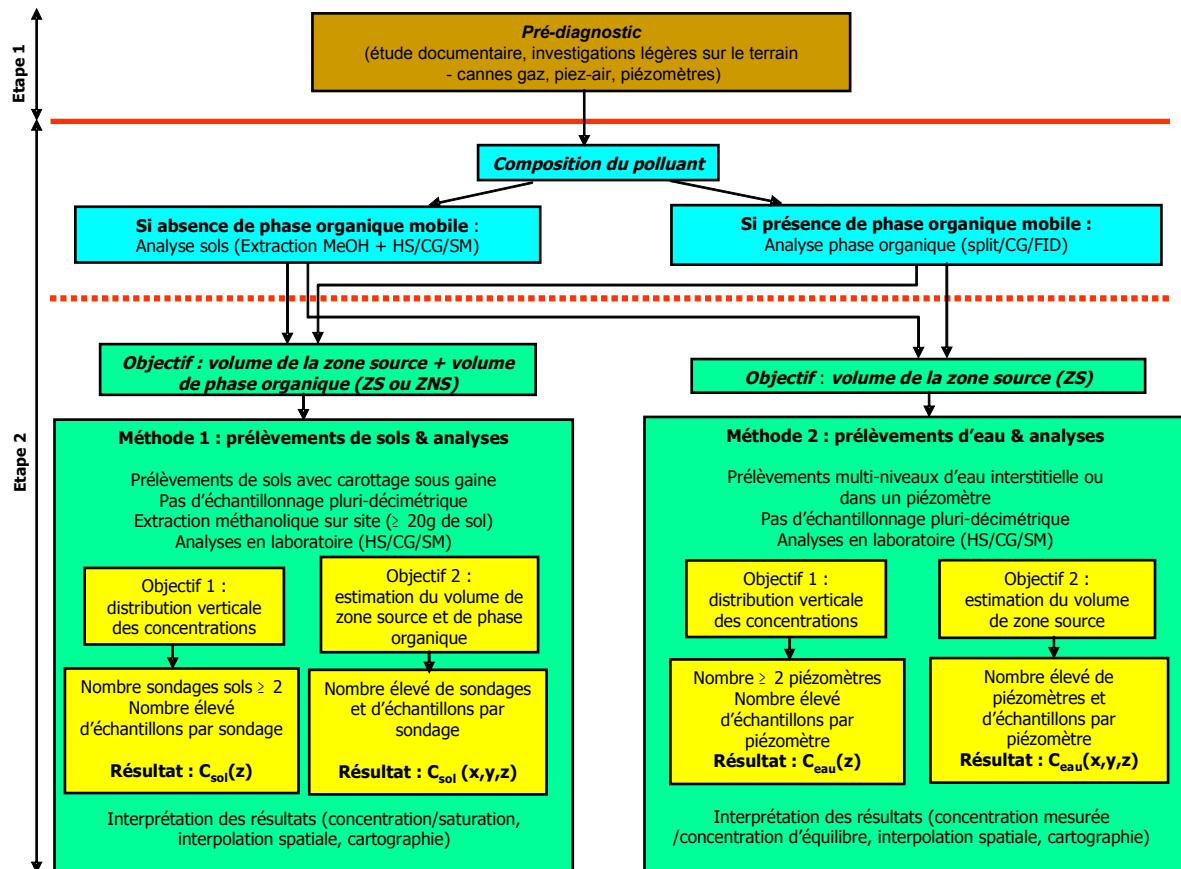 Etape 1
Pré-diagnostic
(étude documentaire, investigations légères sur le terrain
- cannes gaz, piez-air, piézomètres)
Etape 2
Composition du polluant
Si absence de phase organique mobile :
Analyse sols (Extraction MeOH + HS/CG/SM)
Si présence de phase organique mobile :
Analyse phase organique (split/CG/FID)
Objectif : volume de la zone source + volume
de phase organique (ZS ou ZNS)
Objectif : volume de la zone source (ZS)
Méthode 1 : prélèvements de sols & analyses
Prélèvements de sols avec carottage sous gaine
Pas d'échantillonnage pluri-décimétrique
Extraction méthanolique sur site (≥ 20g de sol)
Analyses en laboratoire (HS/CG/SM)
Objectif 1 :
distribution verticale
des concentrations
Objectif 2 :
estimation du volume de
zone source et de phase
organique
Nombre sondages sols ≥ 2
Nombre élevé
d'échantillons par sondage
Résultat : Csol(z)
Nombre élevé de sondages
et d'échantillons par
sondage
Résultat : Csol (x,y,z)
Interprétation des résultats (concentration/saturation,
interpolation spatiale, cartographie)
Méthode 2 : prélèvements d'eau & analyses
Prélèvements multi-niveaux d'eau interstitielle ou
dans un piézomètre
Pas d'échantillonnage pluri-décimétrique
Analyses en laboratoire (HS/CG/SM)
Objectif 1 :
distribution verticale
des concentrations
Objectif 2 :
estimation du volume
de zone source
Nombre ≥ 2 piézomètres
Nombre élevé
d'échantillons par
piézomètre
Résultat : Ceau(z)
Nombre élevé de
piézomètres et
d'échantillons par
piézomètre
Résultat : Ceau(x,y,z)
Interprétation des résultats (concentration mesurée
/concentration d'équilibre, interpolation spatiale, cartographie)